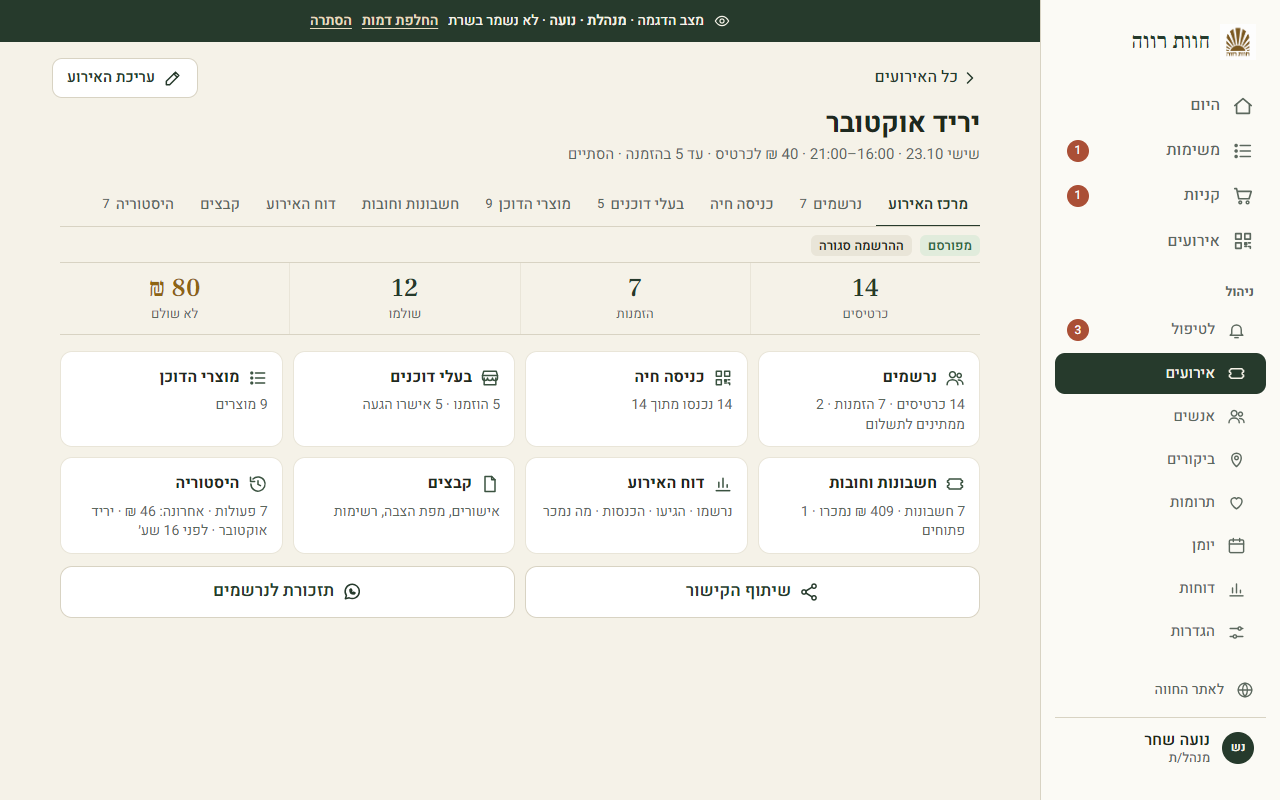 מצב הדגמה · מנהלת · נועה · לא נשמר בשרת החלפת דמות הסתרה
חוות רווה
היום
משימות 1
קניות 1
אירועים
ניהול
לטיפול 3
אירועים
אנשים
ביקורים
תרומות
יומן
דוחות
הגדרות
לאתר החווה
נש
נועה שחר
מנהל/ת
כל האירועים
עריכת האירוע
יריד אוקטובר
שישי 23.10 · 16:00–21:00 · 40 ₪ לכרטיס · עד 5 בהזמנה · הסתיים
מרכז האירוע נרשמים 7 כניסה חיה בעלי דוכנים 5 מוצרי הדוכן 9 חשבונות וחובות דוח האירוע קבצים היסטוריה 7
מפורסם ההרשמה סגורה
14 7 12 80 ₪
כרטיסים הזמנות שולמו לא שולם
נרשמים
14 כרטיסים · 7 הזמנות · 2
ממתינים לתשלום
כניסה חיה
14 נכנסו מתוך 14
בעלי דוכנים
5 הוזמנו · 5 אישרו הגעה
מוצרי הדוכן
9 מוצרים
חשבונות וחובות
7 חשבונות · 409 ₪ נמכרו · 1
פתוחים
דוח האירוע
נרשמו · הגיעו · הכנסות · מה נמכר
קבצים
אישורים, מפת הצבה, רשימות
היסטוריה
7 פעולות · אחרונה: 46 ₪ · יריד
אוקטובר · לפני 16 שע׳
שיתוף הקישור
תזכורת לנרשמים